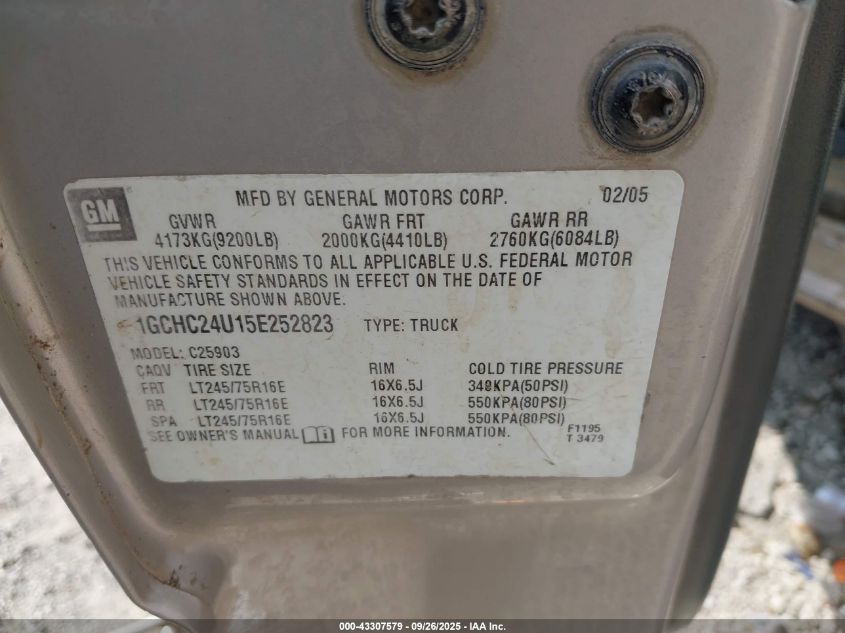 GM
MFD BY GENERAL MOTORS CORP. 02/05
GVWR GAWR FRT GAWR RR
4173KG(9200LB) 2000KG(4410LB) 2760KG(6084LB)
THIS VEHICLE CONFORMS TO ALL APPLICABLE U.S. FEDERAL MOTOR
VEHICLE SAFETY STANDARDS IN EFFECT ON THE DATE OF
MANUFACTURE SHOWN ABOVE.
1GCHC24U15E252823 TYPE: TRUCK
MODEL: C25903
TIRE SIZE RIM COLD TIRE PRESSURE
FRT LT245/75R16E 16X6.5J 340KPA(50PSI)
RR LT245/75R16E 16X6.5J 550KPA(80PSI)
SPA LT245/75R16E 16X6.5J 550KPA(80PSI)
SEE OWNER'S MANUAL FOR MORE INFORMATION.
F1195
T 3479
000-43307579 - 09/26/2025 - IAA Inc.